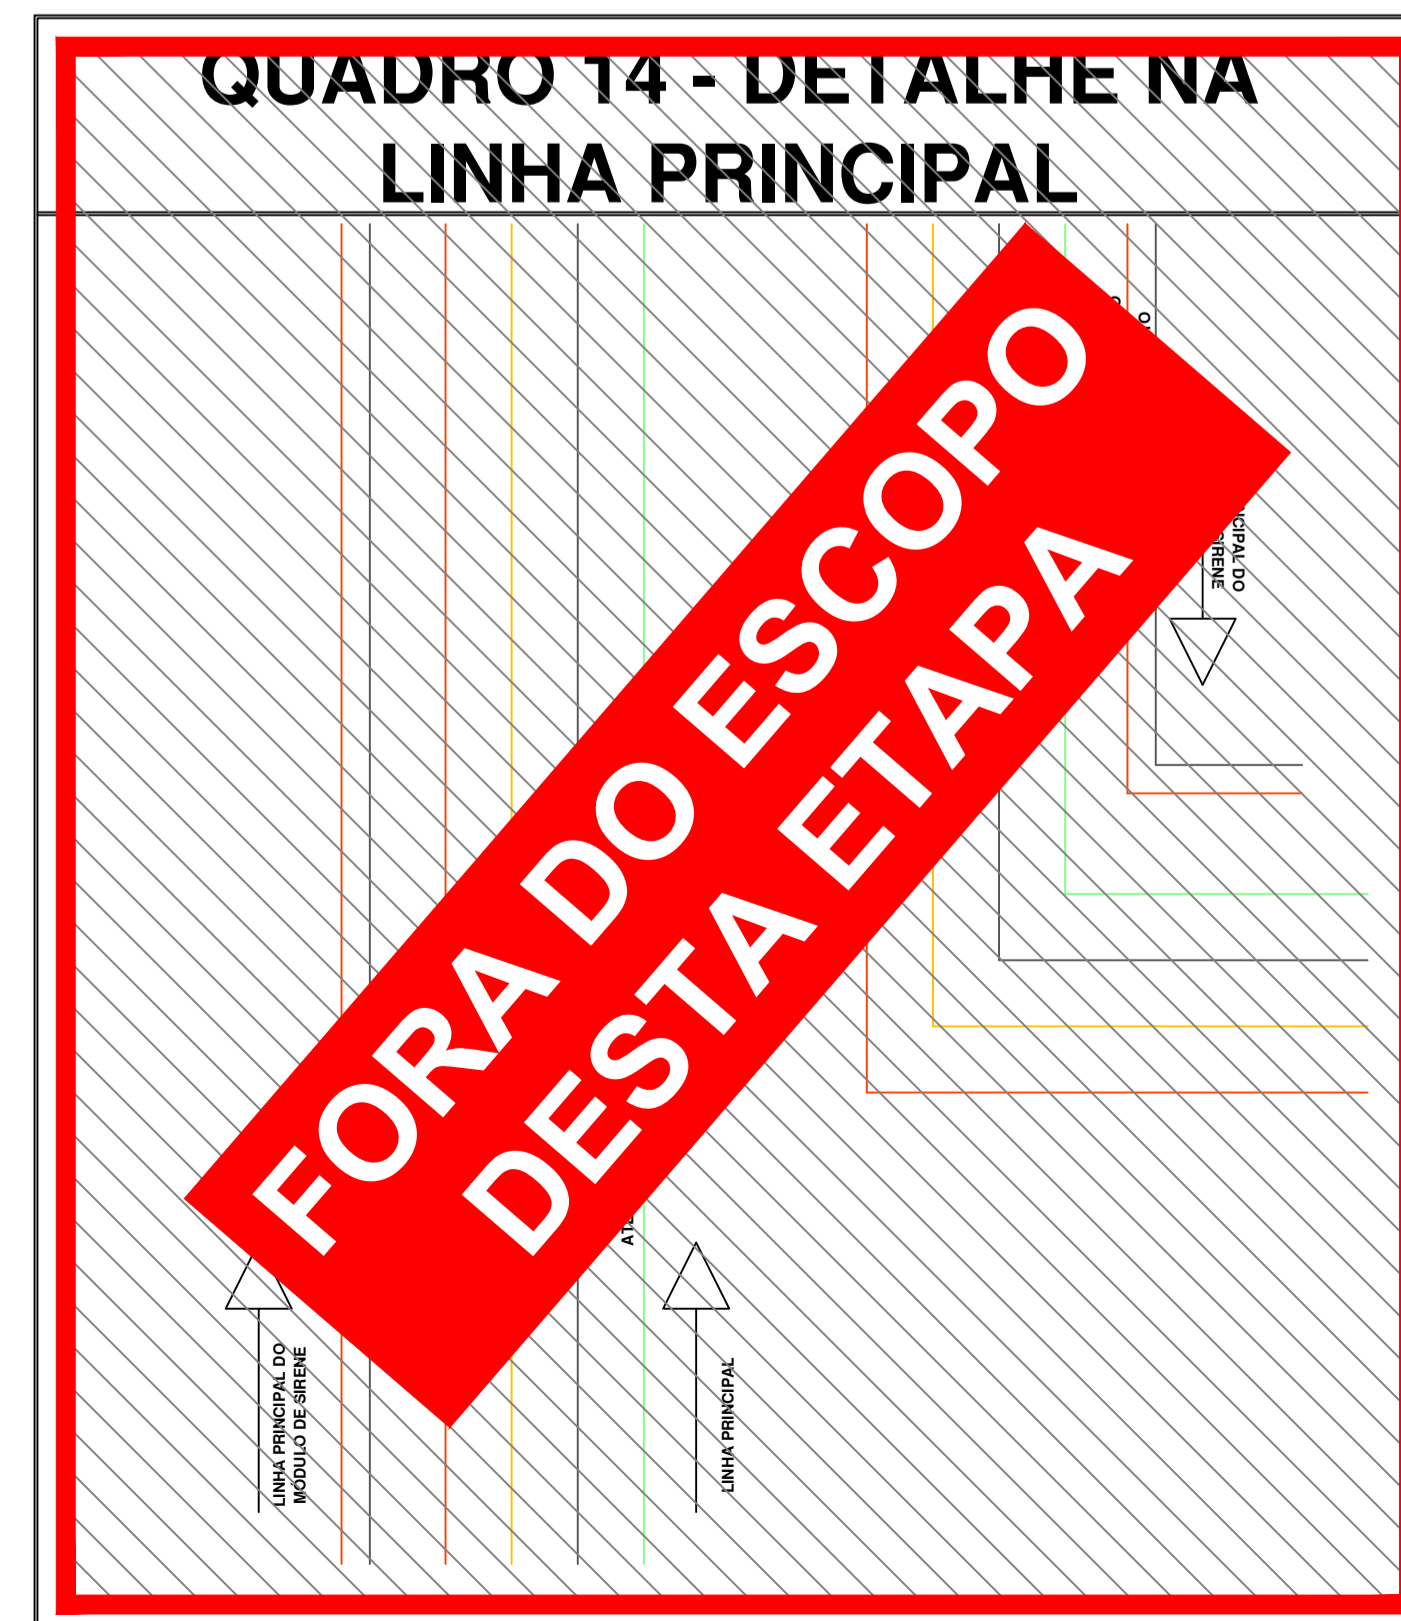 QUADRO 14 - DETALHE NA
LINHA PRINCIPAL
FORA DO ESCOPO
DESTA ETAPA
LINHA PRINCIPAL DO
MÓDULO DE SIRENE
LINHA PRINCIPAL